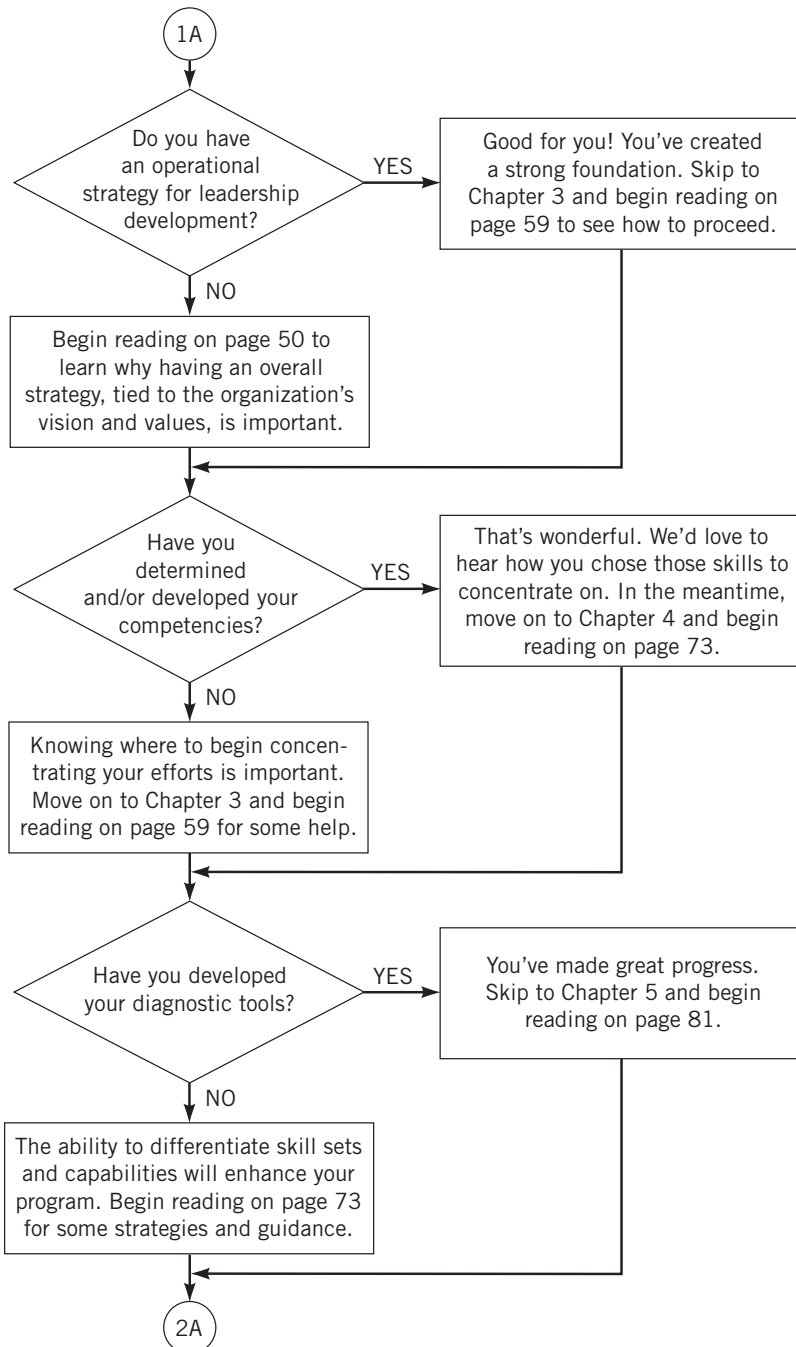 1A
Do you have
an operational
strategy for leadership
development?
YES
Good for you! You’ve created
a strong foundation. Skip to
Chapter 3 and begin reading on
page 59 to see how to proceed.
NO
Begin reading on page 50 to
learn why having an overall
strategy, tied to the organization’s
vision and values, is important.
Have you
determined
and/or developed your
competencies?
YES
That’s wonderful. We’d love to
hear how you chose those skills to
concentrate on. In the meantime,
move on to Chapter 4 and begin
reading on page 73.
NO
Knowing where to begin concen-
trating your efforts is important.
Move on to Chapter 3 and begin
reading on page 59 for some help.
Have you developed
your diagnostic tools?
YES
You’ve made great progress.
Skip to Chapter 5 and begin
reading on page 81.
NO
The ability to differentiate skill sets
and capabilities will enhance your
program. Begin reading on page 73
for some strategies and guidance.
2A